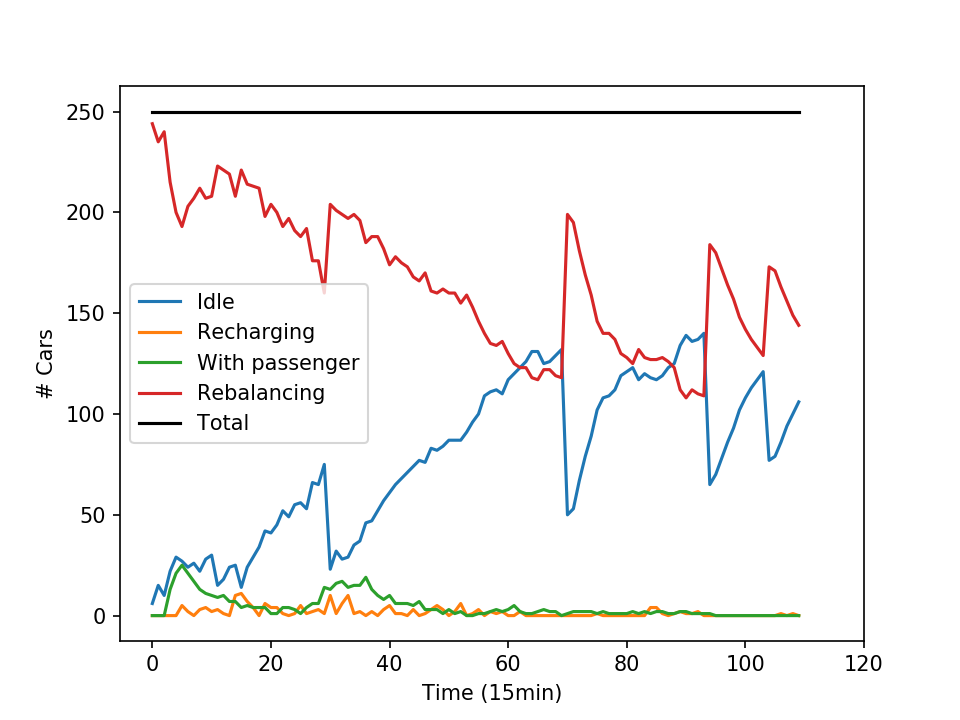 250
200
150
100
50
0
# Cars
Idle
Recharging
With passenger
Rebalancing
Total
0 20 40 60 80 100 120
Time (15min)